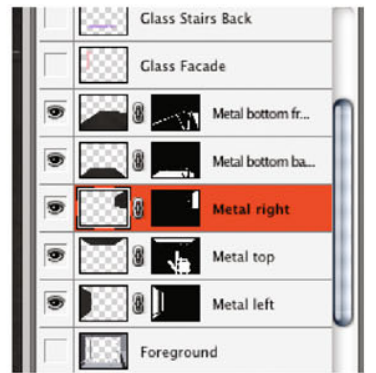 Glass Stairs Back
Glass Facade
Metal bottom fr...
Metal bottom ba...
Metal right
Metal top
Metal left
Foreground